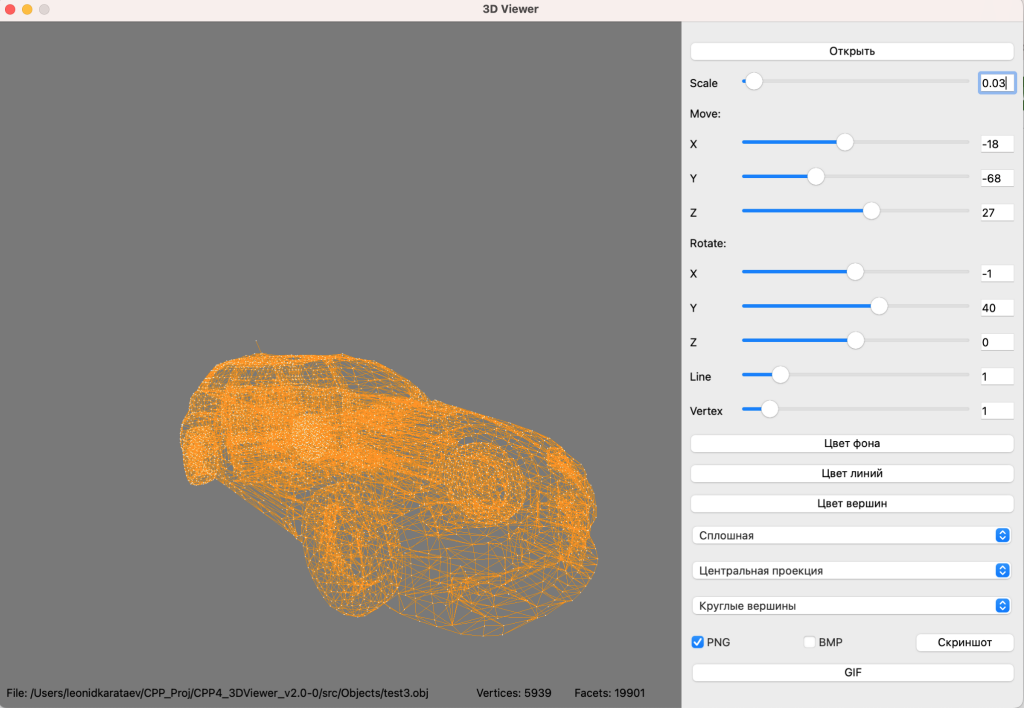 3D Viewer
Открыть
Scale 0.03
Move:
X -18
Y -68
Z 27
Rotate:
X -1
Y 40
Z 0
Line 1
Vertex 1
Цвет фона
Цвет линий
Цвет вершин
Сплошная
Центральная проекция
Круглые вершины
PNG BMP Скриншот
GIF
File: /Users/leonidkarataev/CPP_Proj/CPP4_3DViewer_v2.0-0/src/Objects/test3.obj Vertices: 5939 Facets: 19901